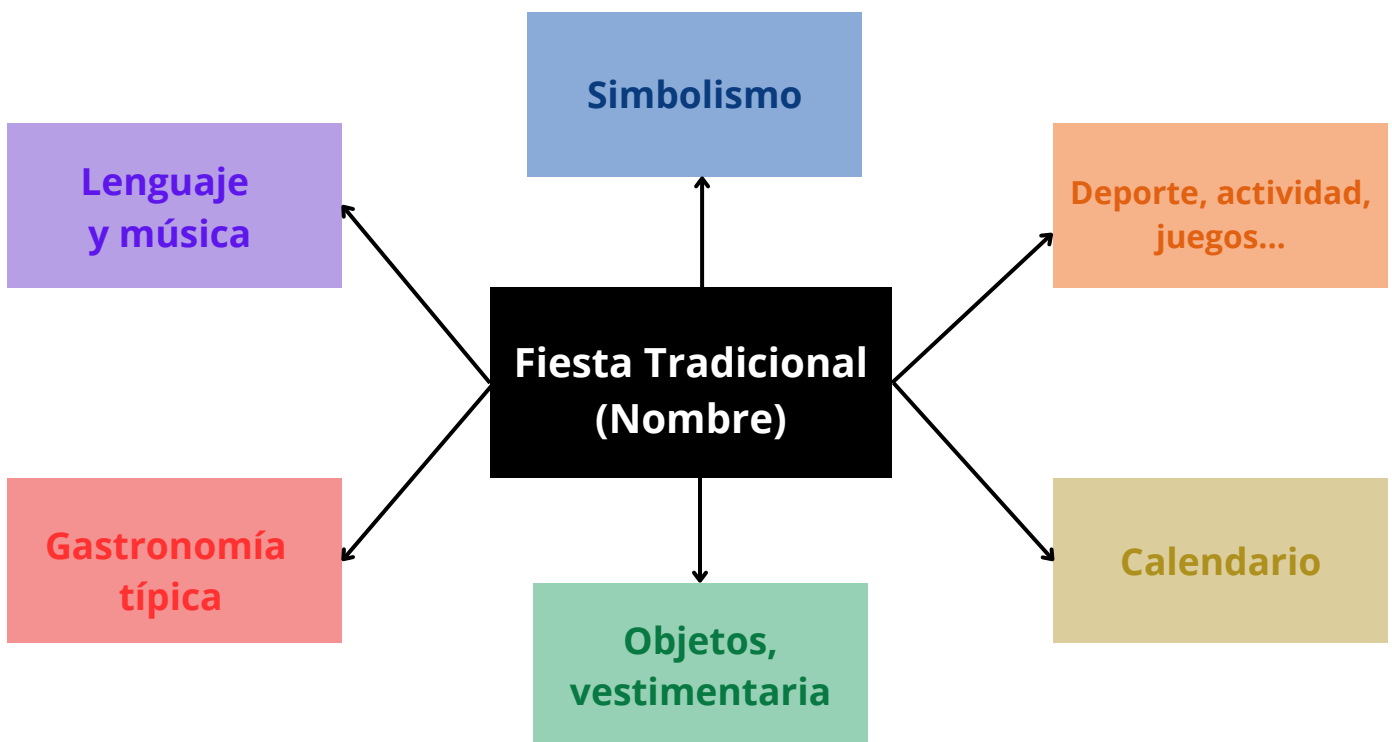 Simbolismo
Lenguaje
y música
Deporte, actividad,
juegos...
Fiesta Tradicional
(Nombre)
Gastronomía
típica
Calendario
Objetos,
vestimentaria